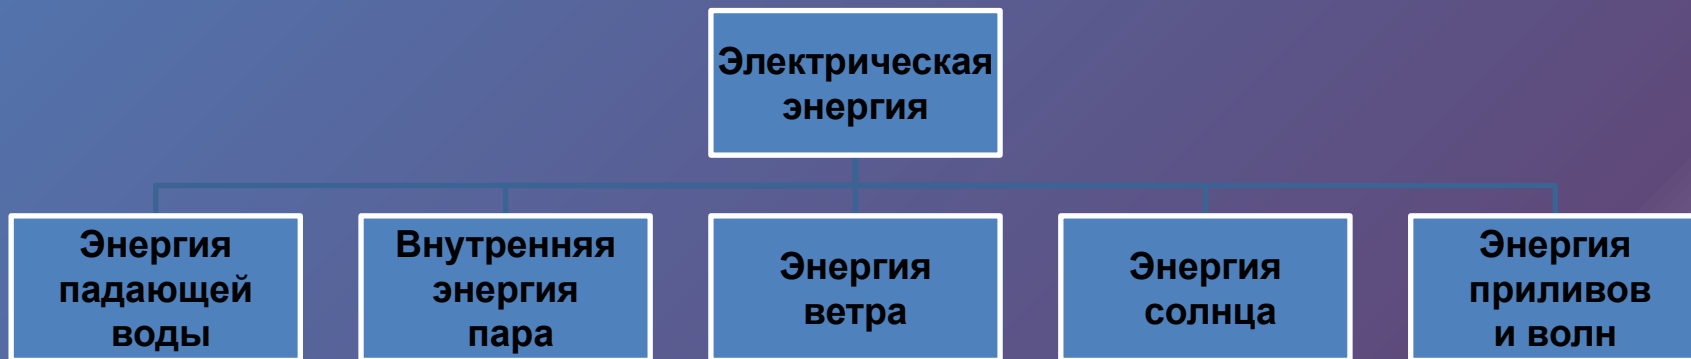 Электрическая
энергия
Энергия
падающей
воды
Внутренняя
энергия
пара
Энергия
ветра
Энергия
солнца
Энергия
приливов
и волн